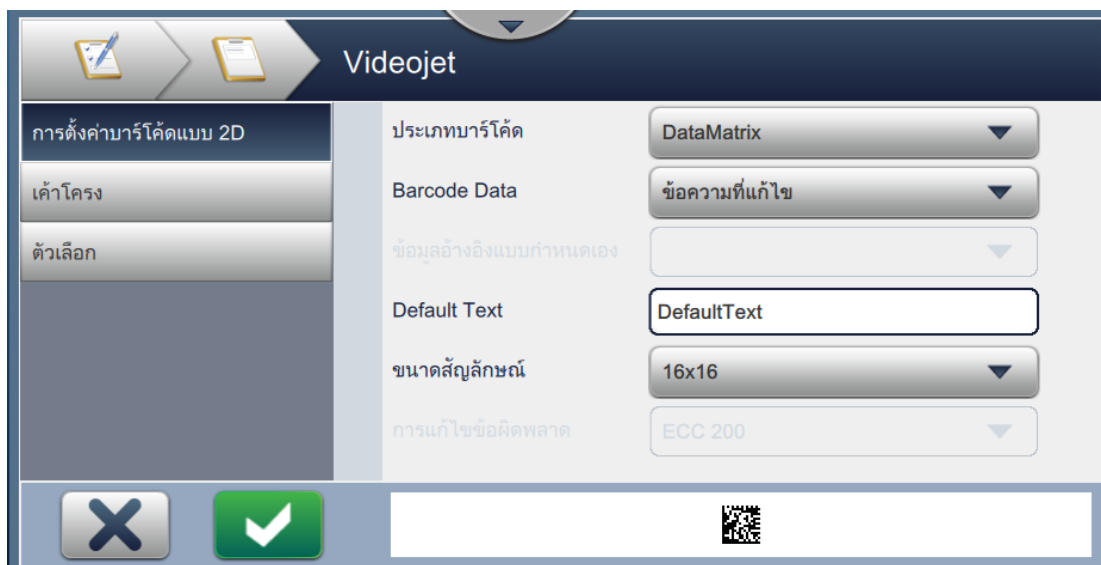 Videojet
การตั้งค่าบาร์โค้ดแบบ 2D
เค้าโครง
ตัวเลือก
ประเภทบาร์โค้ด DataMatrix
Barcode Data ข้อความที่แก้ไข
ข้อมูลอ้างอิงแบบกำหนดเอง
Default Text DefaultText
ขนาดสัญลักษณ์ 16x16
การแก้ไขข้อผิดพลาด ECC 200